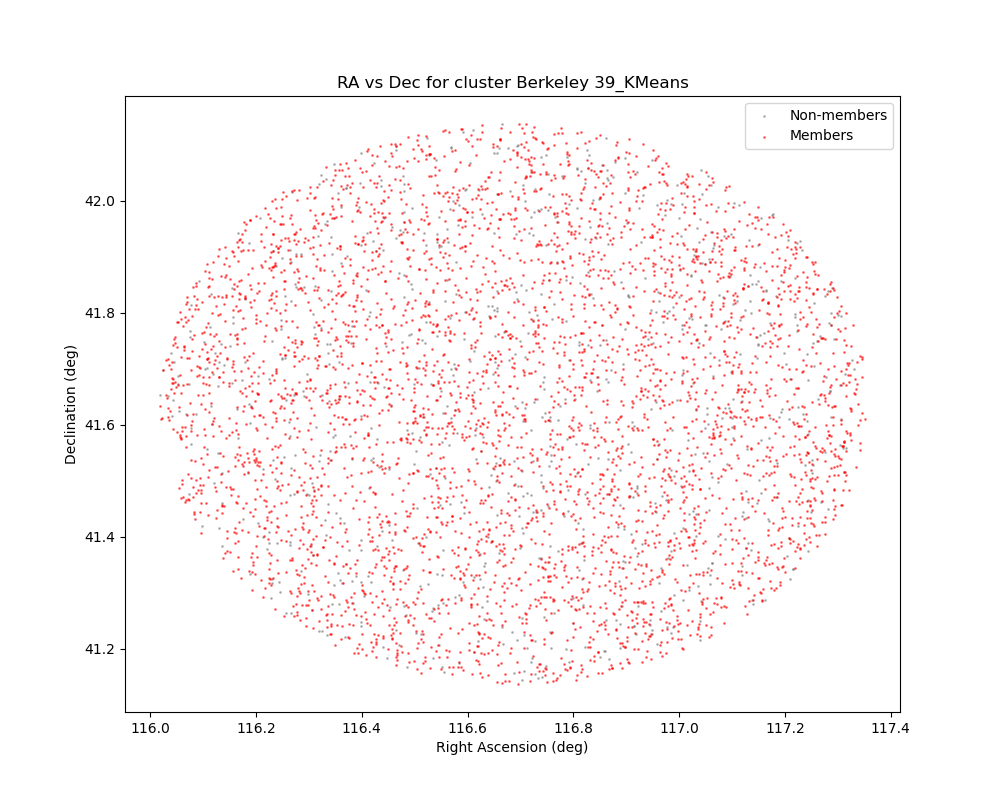 RA vs Dec for cluster Berkeley 39_KMeans
Non-members
Members
42.0
41.8
41.6
41.4
41.2
Declination (deg)
116.0 116.2 116.4 116.6 116.8 117.0 117.2 117.4
Right Ascension (deg)